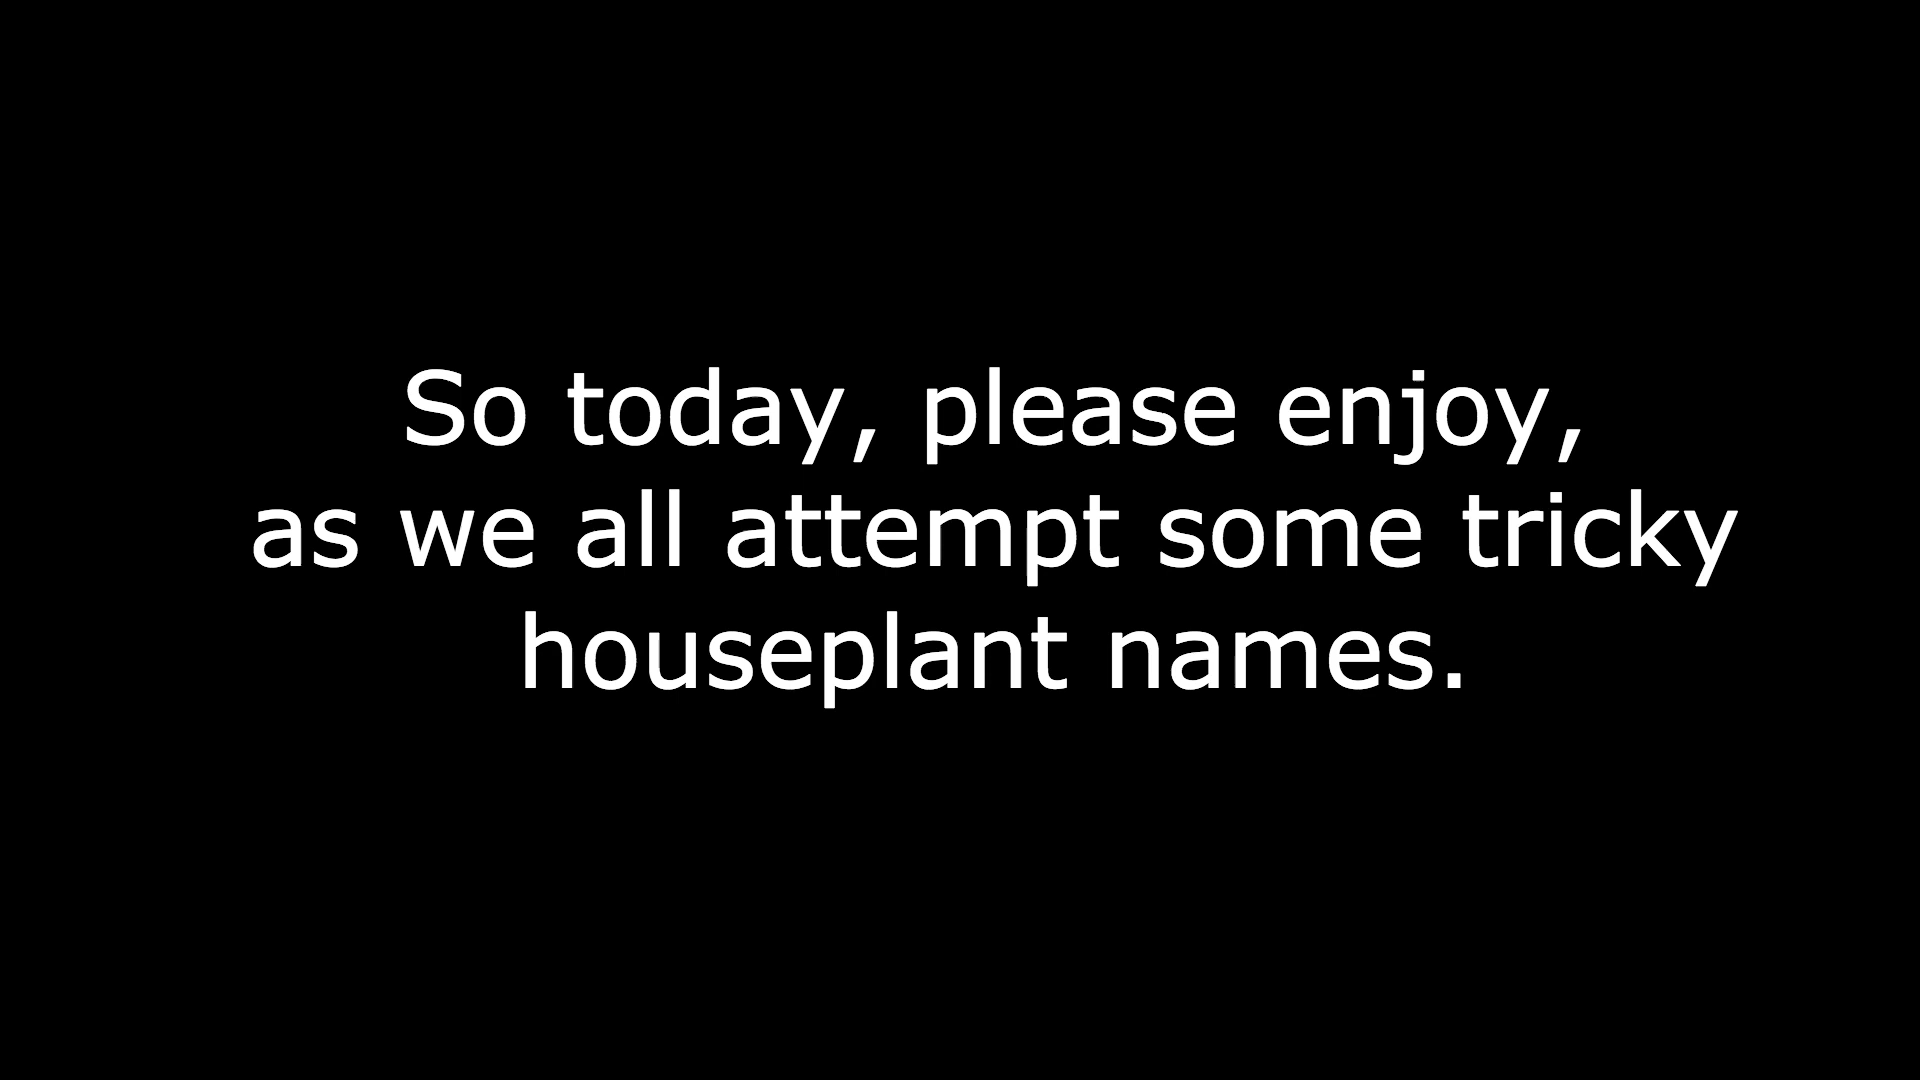 So today, please enjoy,
as we all attempt some tricky
houseplant names.